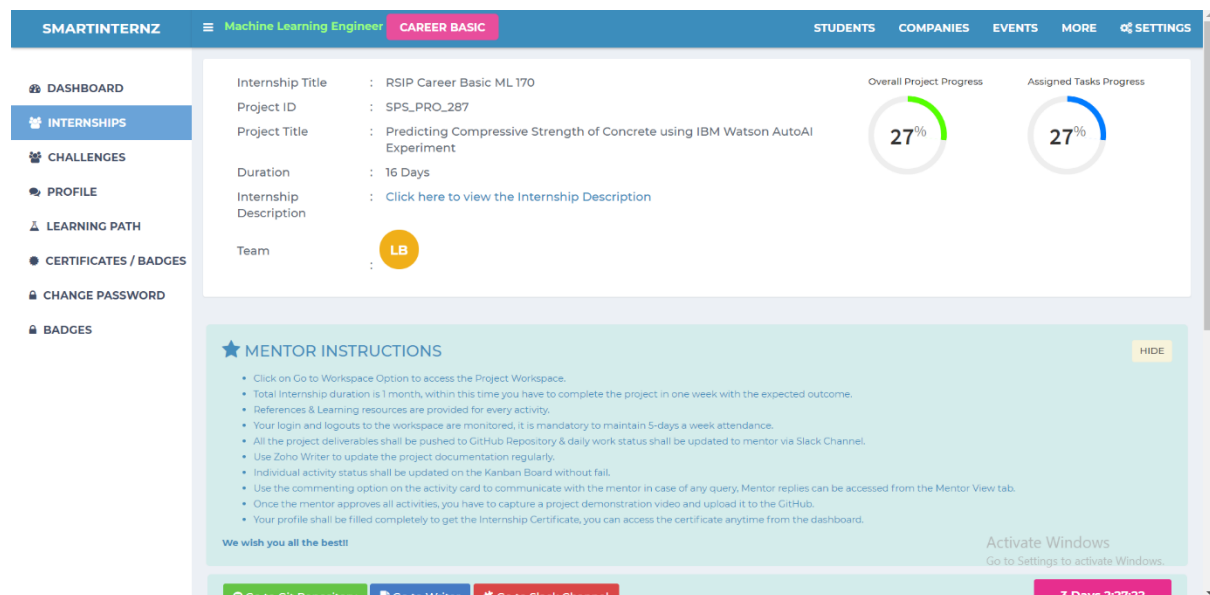 SMARTINTERNZ
Machine Learning Engineer CAREER BASIC
STUDENTS COMPANIES EVENTS MORE SETTINGS
DASHBOARD
INTERNSHIPS
CHALLENGES
PROFILE
LEARNING PATH
CERTIFICATES / BADGES
CHANGE PASSWORD
BADGES
Internship Title : RSIP Career Basic ML 170
Project ID : SPS_PRO_287
Project Title : Predicting Compressive Strength of Concrete using IBM Watson AutoAI
Experiment
Duration : 16 Days
Internship : Click here to view the Internship Description
Description
Team : LB
Overall Project Progress
27%
Assigned Tasks Progress
27%
MENTOR INSTRUCTIONS
HIDE
• Click on Go to Workspace Option to access the Project Workspace.
• Total Internship duration is 1 month, within this time you have to complete the project in one week with the expected outcome.
• References & Learning resources are provided for every activity.
• Your login and logouts to the workspace are monitored, it is mandatory to maintain 5-days a week attendance.
• All the project deliverables shall be pushed to GitHub Repository & daily work status shall be updated to mentor via Slack Channel.
• Use Zoho Writer to update the project documentation regularly.
• Individual activity status shall be updated on the Kanban Board without fail.
• Use the commenting option on the activity card to communicate with the mentor in case of any query, Mentor replies can be accessed from the Mentor View tab.
• Once the mentor approves all activities, you have to capture a project demonstration video and upload it to the GitHub.
• Your profile shall be filled completely to get the Internship Certificate, you can access the certificate anytime from the dashboard.
We wish you all the best!!
Activate Windows
Go to Settings to activate Windows.